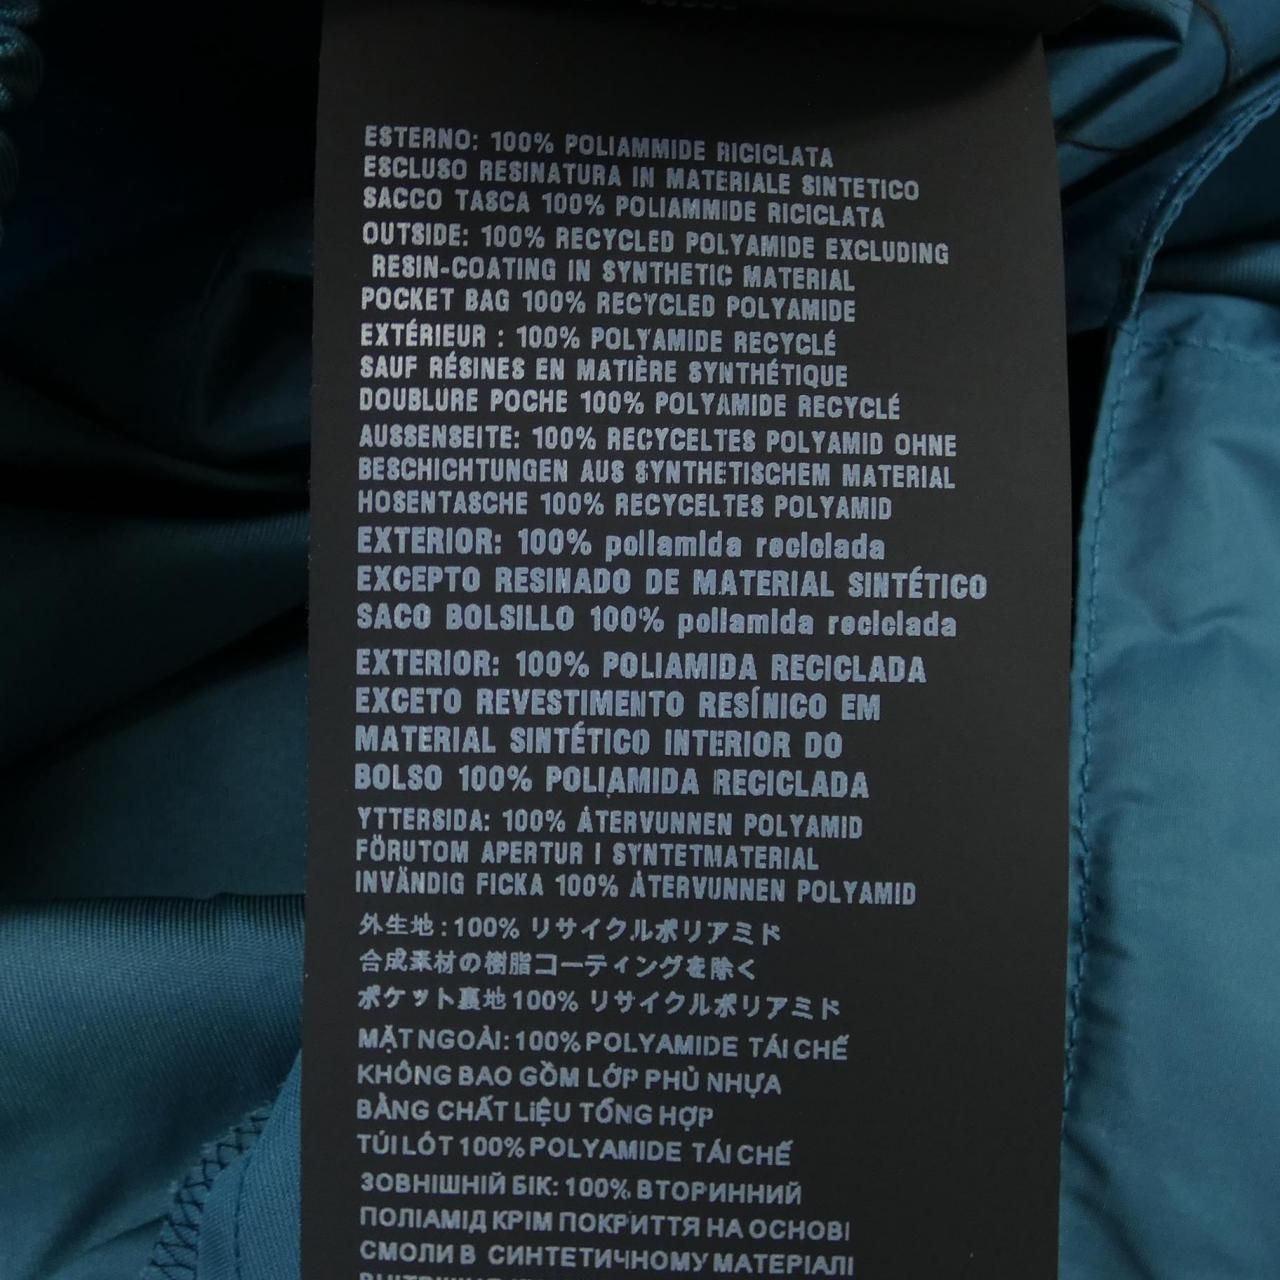 ESTERNO: 100% POLIAMMIDE RICICLATA
ESCLUSO RESINATURA IN MATERIALE SINTETICO
SACCO TASCA 100% POLIAMMIDE RICICLATA
OUTSIDE: 100% RECYCLED POLYAMIDE EXCLUDING
RESIN-COATING IN SYNTHETIC MATERIAL
POCKET BAG 100% RECYCLED POLYAMIDE
EXTÉRIEUR : 100% POLYAMIDE RECYCLÉ
SAUF RÉSINES EN MATIÈRE SYNTHÉTIQUE
DOUBLURE POCHE 100% POLYAMIDE RECYCLÉ
AUSSENSEITE: 100% RECYCELTES POLYAMID OHNE
BESCHICHTUNGEN AUS SYNTHETISCHEM MATERIAL
HOSENTASCHE 100% RECYCELTES POLYAMID
EXTERIOR: 100% poliamida reciclada
EXCEPTO RESINADO DE MATERIAL SINTÉTICO
SACO BOLSILLO 100% poliamida reciclada
EXTERIOR: 100% POLIAMIDA RECICLADA
EXCETO REVESTIMENTO RESÍNICO EM
MATERIAL SINTÉTICO INTERIOR DO
BOLSO 100% POLIAMIDA RECICLADA
YTTERSIDA: 100% ÅTERVUNNEN POLYAMID
FÖRUTOM APERTUR I SYNTETMATERIAL
INVÄNDIG FICKA 100% ÅTERVUNNEN POLYAMID
外生地:100% リサイクルポリアミド
合成素材の樹脂コーティングを除く
ポケット裏地100% リサイクルポリアミド
MẶT NGOÀI: 100% POLYAMIDE TÁI CHẾ
KHÔNG BAO GỒM LỚP PHỦ NHỰA
BẰNG CHẤT LIỆU TỔNG HỢP
TÚI LÓT 100% POLYAMIDE TÁI CHẾ
ЗОВНІШНІЙ БІК: 100% ВТОРИННИЙ
ПОЛІАМІД КРІМ ПОКРИТТЯ НА ОСНОВІ
СМОЛИ В СИНТЕТИЧНОМУ МАТЕРІАЛІ